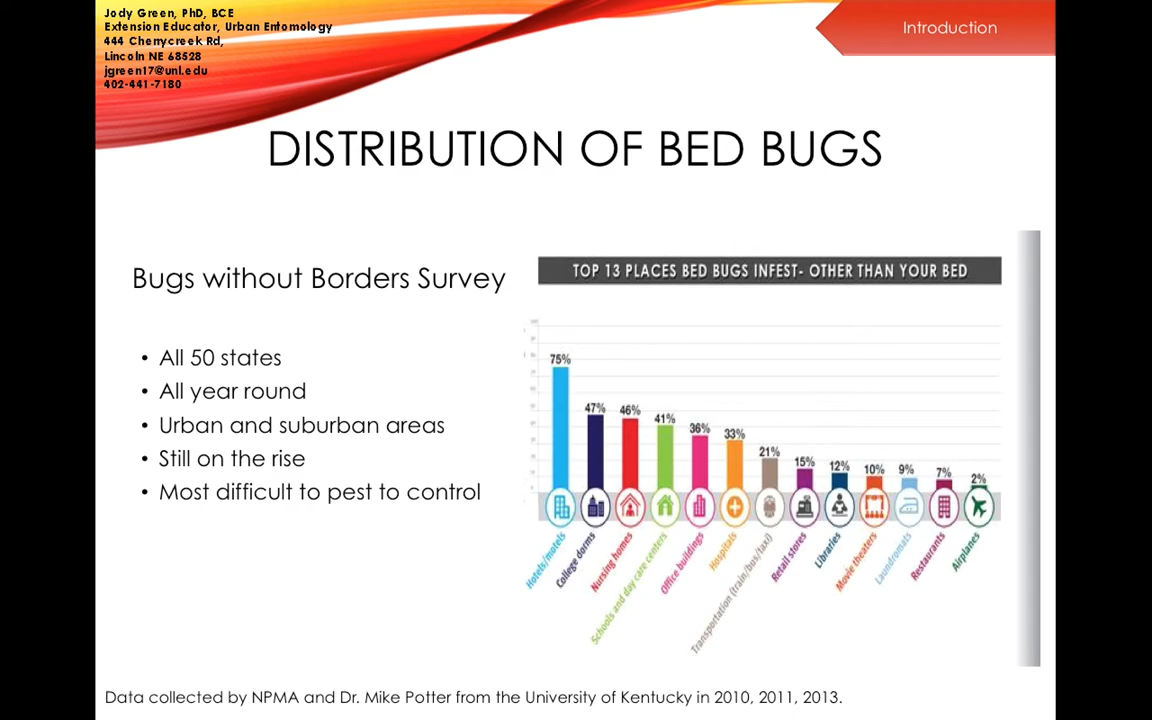 Jody Green, PhD, BCE
Extension Educator, Urban Entomology
444 Cherrycreek Rd,
Lincoln NE 68528
jgreen17@unl.edu
402-441-7180
Introduction
DISTRIBUTION OF BED BUGS
Bugs without Borders Survey
• All 50 states
• All year round
• Urban and suburban areas
• Still on the rise
• Most difficult to pest to control
TOP 13 PLACES BED BUGS INFEST- OTHER THAN YOUR BED
75%
47%
46%
41%
36%
33%
21%
15%
12%
10%
9%
7%
2%
Hotels/motels
College dorms
Nursing homes
Schools and day care centers
Office buildings
Hospitals
Transportation (train/bus/taxi)
Retail stores
Libraries
Movie theaters
Laundromats
Restaurants
Airplanes
Data collected by NPMA and Dr. Mike Potter from the University of Kentucky in 2010, 2011, 2013.